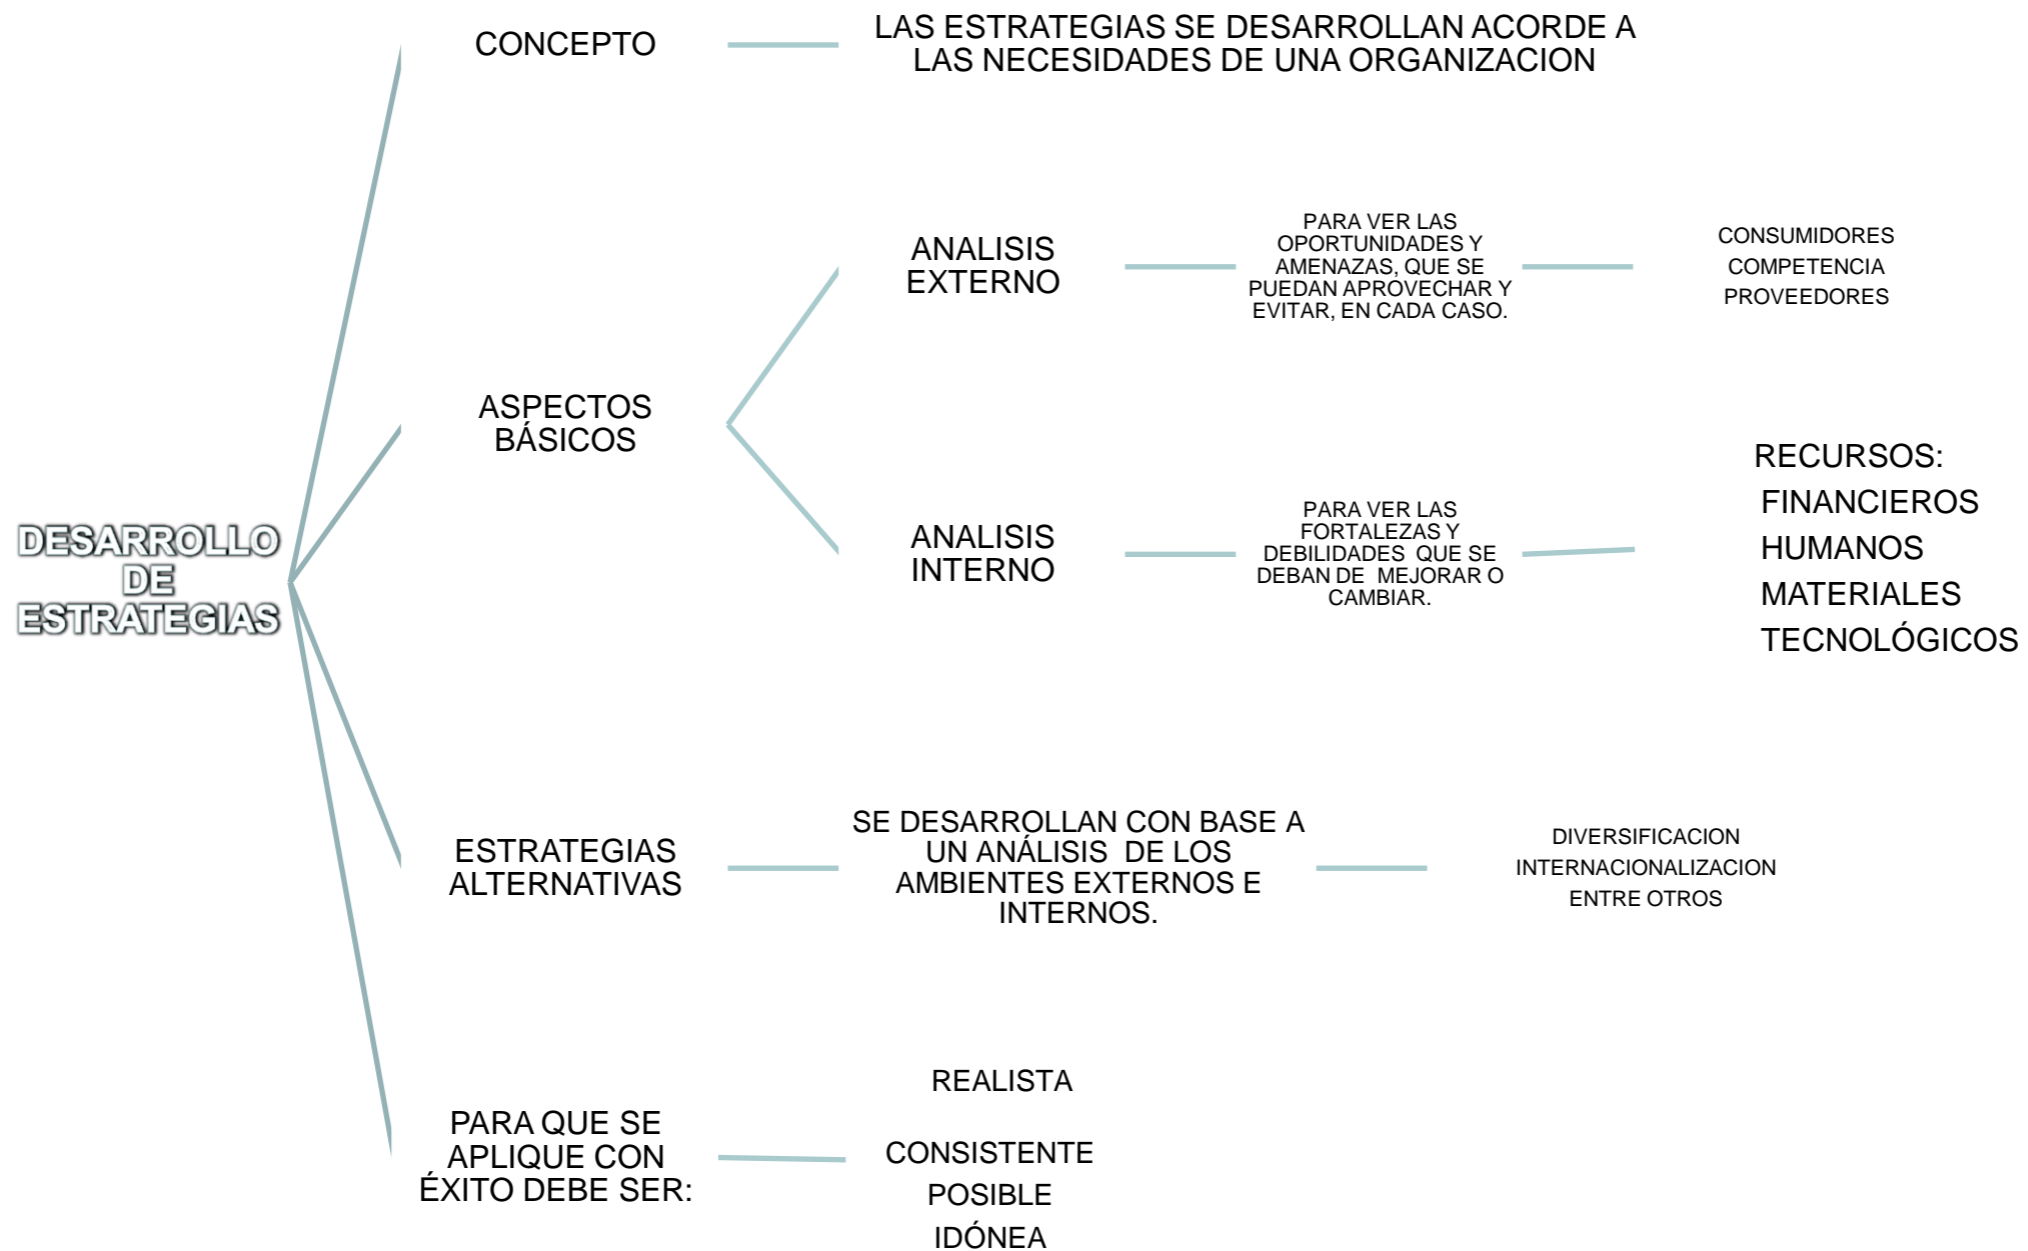 DESARROLLO
DE
ESTRATEGIAS
CONCEPTO
LAS ESTRATEGIAS SE DESARROLLAN ACORDE A
LAS NECESIDADES DE UNA ORGANIZACION
ASPECTOS
BÁSICOS
ANALISIS
EXTERNO
PARA VER LAS
OPORTUNIDADES Y
AMENAZAS, QUE SE
PUEDAN APROVECHAR Y
EVITAR, EN CADA CASO.
CONSUMIDORES
COMPETENCIA
PROVEEDORES
ANALISIS
INTERNO
PARA VER LAS
FORTALEZAS Y
DEBILIDADES QUE SE
DEBAN DE MEJORAR O
CAMBIAR.
RECURSOS:
FINANCIEROS
HUMANOS
MATERIALES
TECNOLÓGICOS
ESTRATEGIAS
ALTERNATIVAS
SE DESARROLLAN CON BASE A
UN ANÁLISIS DE LOS
AMBIENTES EXTERNOS E
INTERNOS.
DIVERSIFICACION
INTERNACIONALIZACION
ENTRE OTROS
PARA QUE SE
APLIQUE CON
ÉXITO DEBE SER:
REALISTA
CONSISTENTE
POSIBLE
IDÓNEA